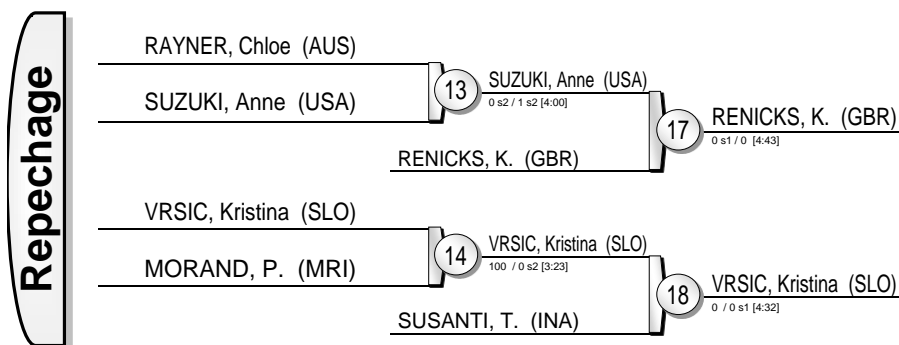 Repechage
RAYNER, Chloe (AUS)
SUZUKI, Anne (USA)
13
SUZUKI, Anne (USA)
0 s2 / 1 s2 [4:00]
RENICKS, K. (GBR)
17
RENICKS, K. (GBR)
0 s1 / 0 [4:43]
VRSIC, Kristina (SLO)
MORAND, P. (MRI)
14
VRSIC, Kristina (SLO)
100 / 0 s2 [3:23]
SUSANTI, T. (INA)
18
VRSIC, Kristina (SLO)
0 / 0 s1 [4:32]